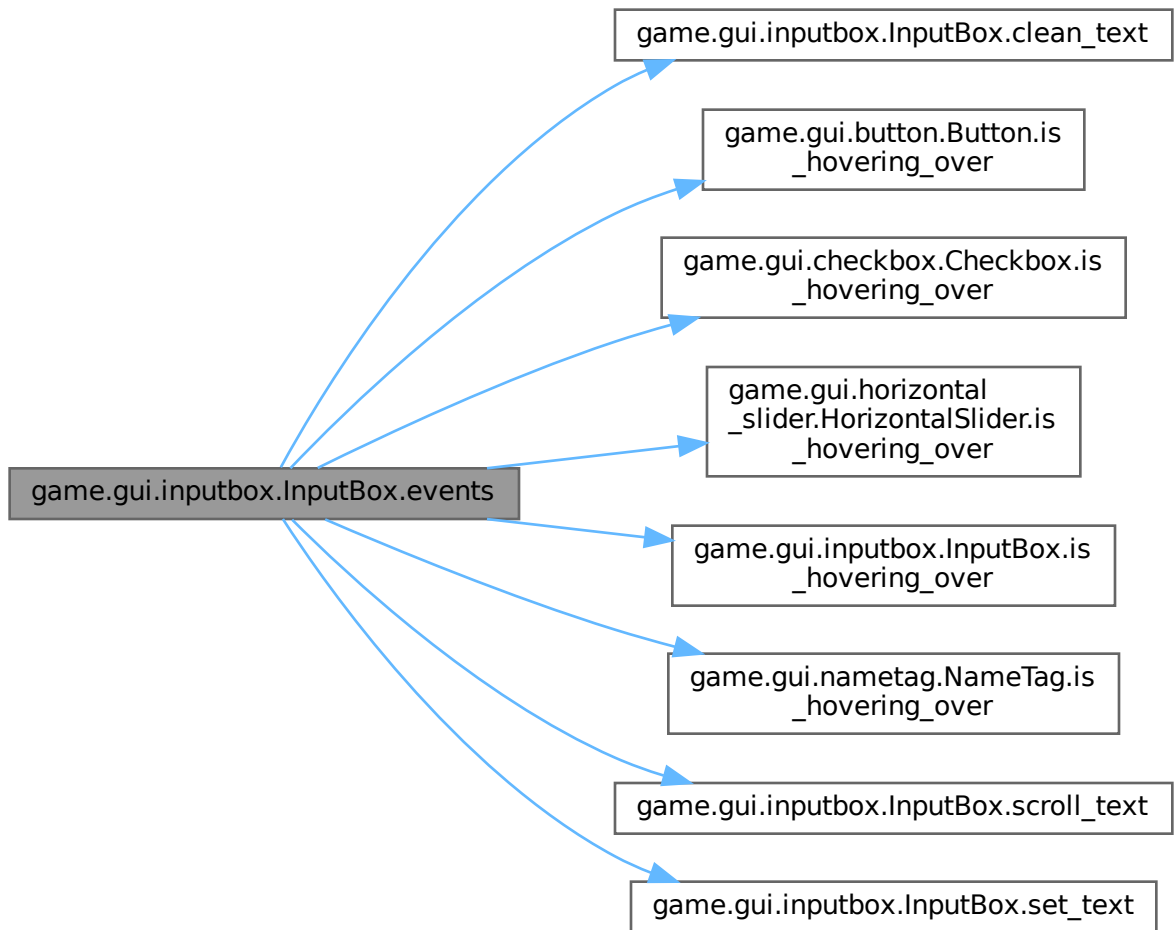 game.gui.inputbox.InputBox.clean_text
game.gui.button.Button.is
_hovering_over
game.gui.checkbox.Checkbox.is
_hovering_over
game.gui.horizontal
_slider.HorizontalSlider.is
_hovering_over
game.gui.inputbox.InputBox.events
game.gui.inputbox.InputBox.is
_hovering_over
game.gui.nametag.NameTag.is
_hovering_over
game.gui.inputbox.InputBox.scroll_text
game.gui.inputbox.InputBox.set_text